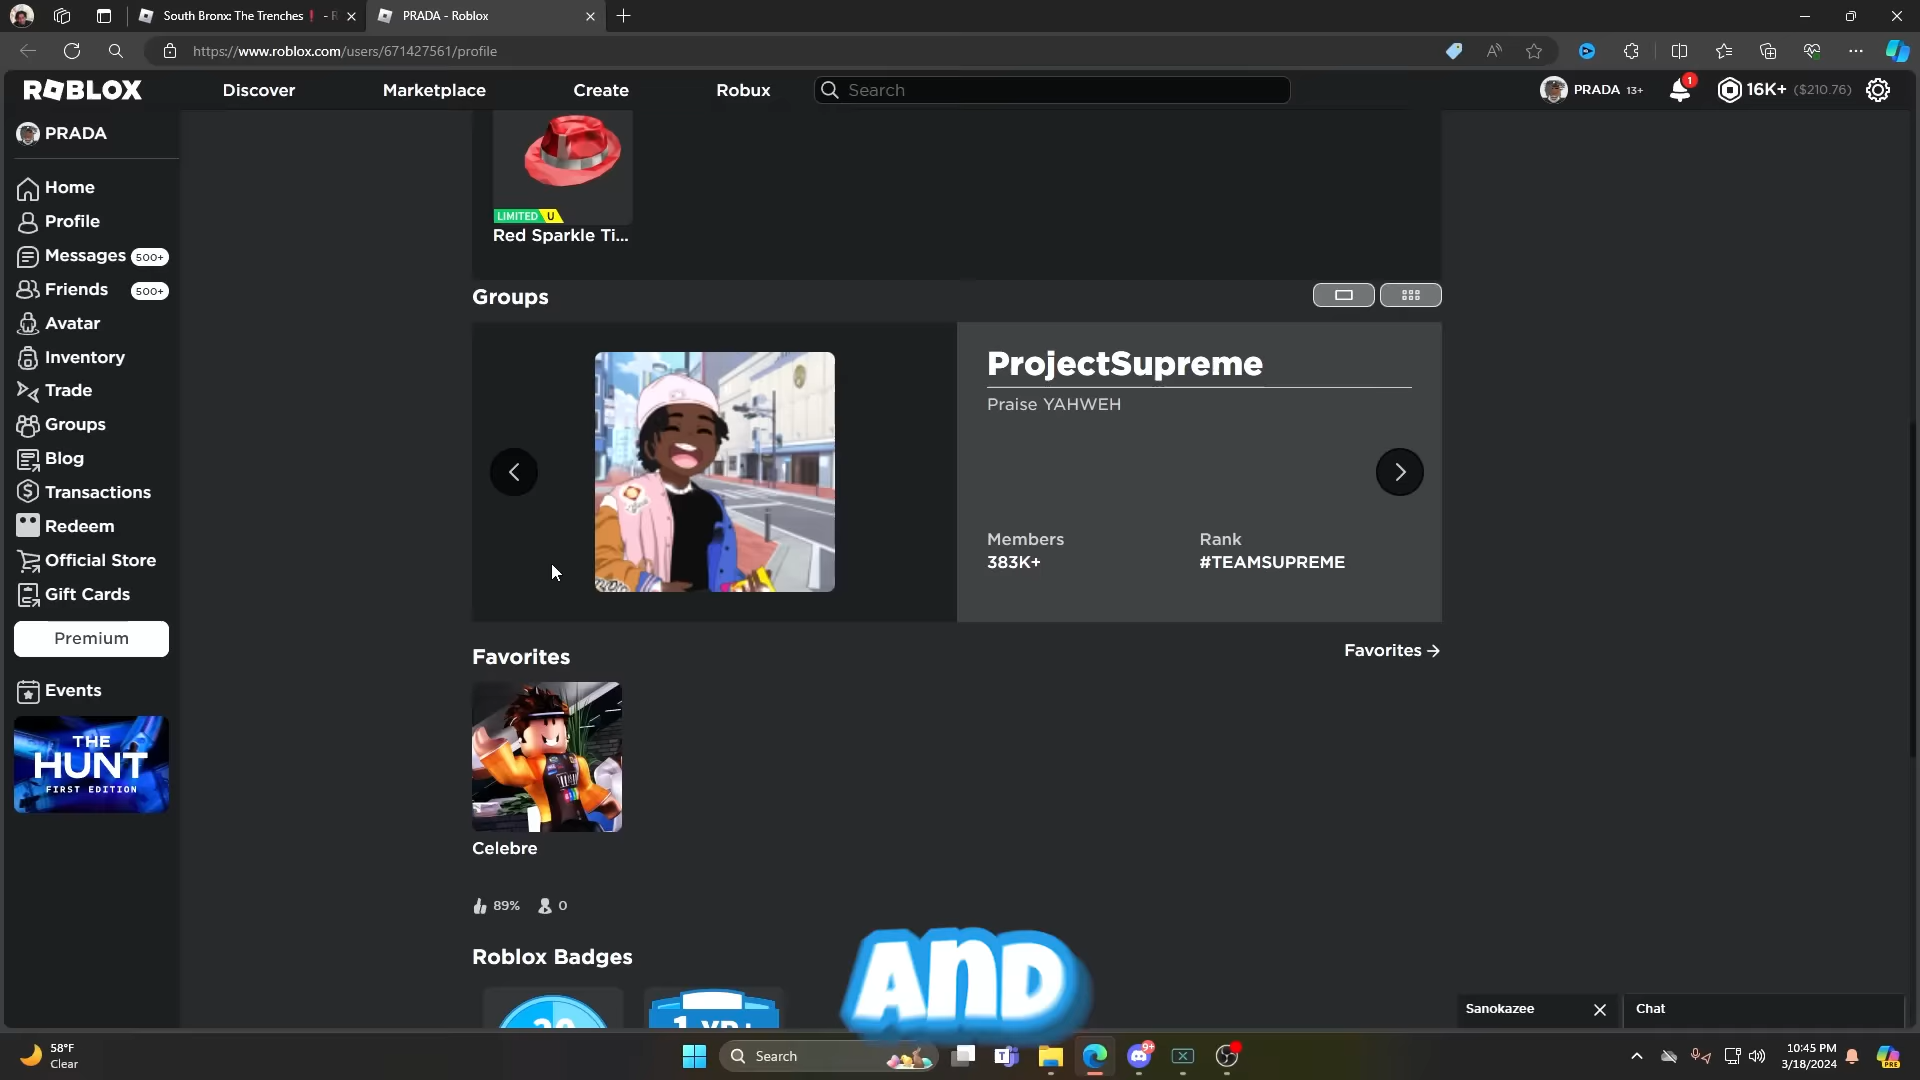 South Bronx: The Trenches❗ - R
PRADA - Roblox
https://www.roblox.com/users/671427561/profile
ROBLOX
Discover
Marketplace
Create
Robux
Search
PRADA 13+
1
16K+ ($210.76)
PRADA
Home
Profile
Messages 500+
Friends 500+
Avatar
Inventory
Trade
Groups
Blog
Transactions
Redeem
Official Store
Gift Cards
Premium
Events
THE
HUNT
FIRST EDITION
LIMITED U
Red Sparkle Ti...
Groups
ProjectSupreme
Praise YAHWEH
Members
383K+
Rank
#TEAMSUPREME
Favorites
Favorites →
Celebre
89% 0
Roblox Badges
1 YR+
AND
Sanokazee
Chat
58°F
Clear
Search
9+
10:45 PM
3/18/2024
PRE